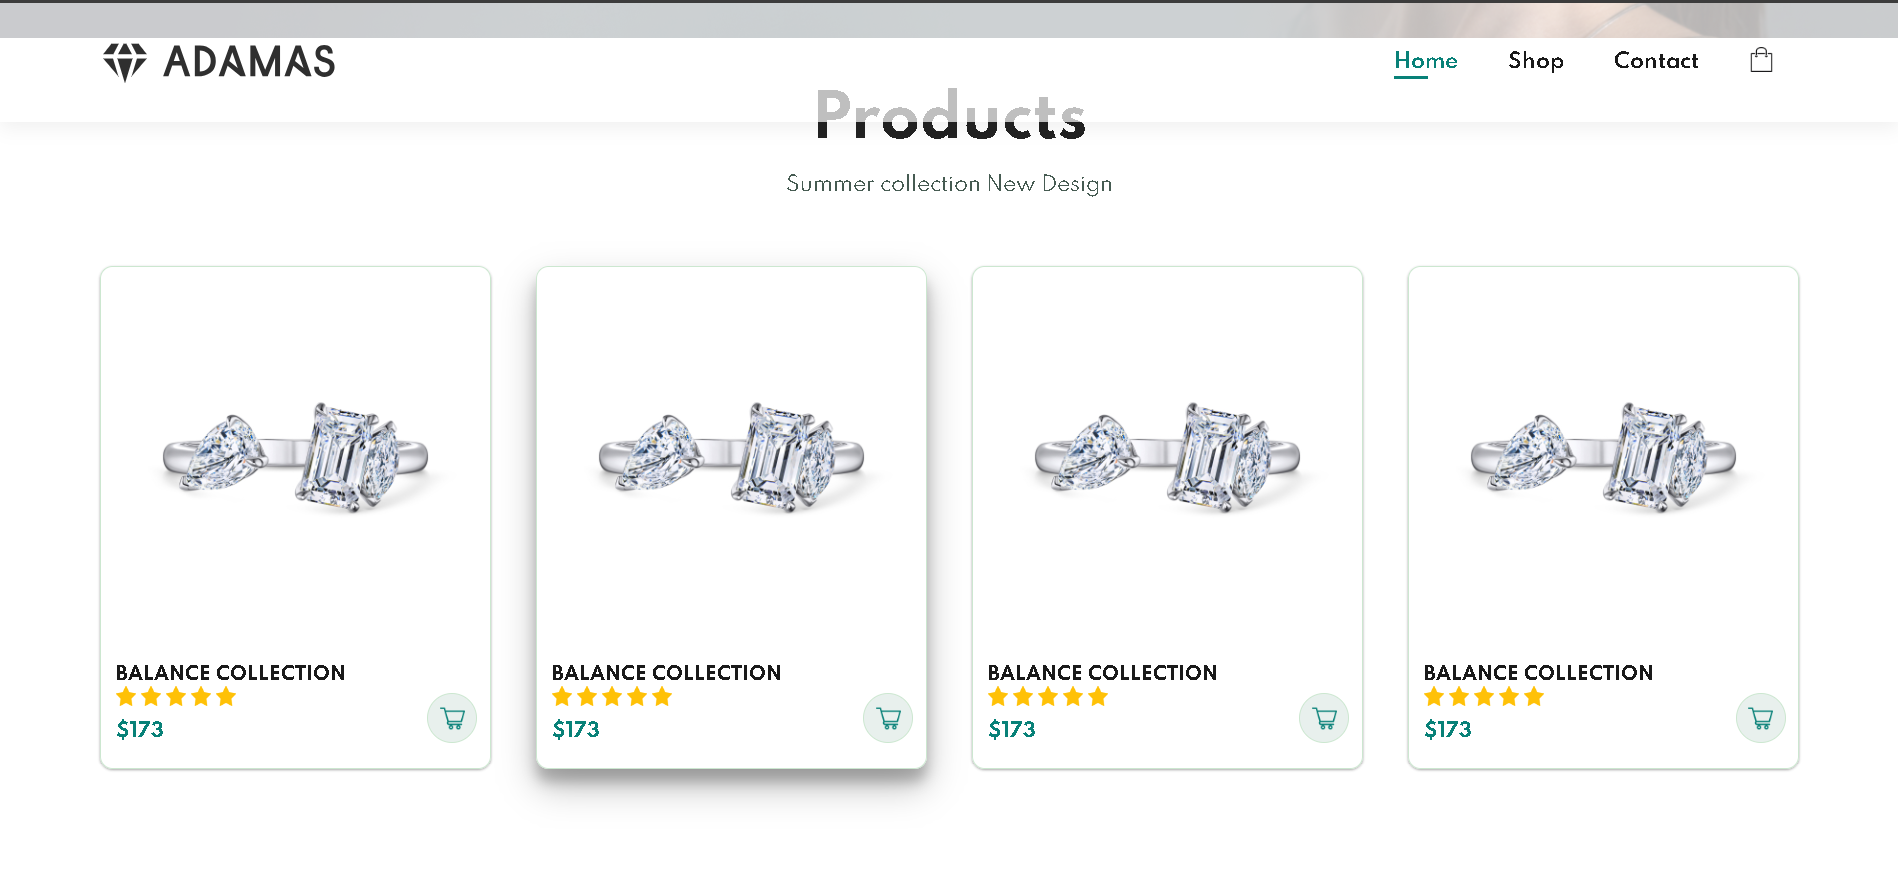 ADAMAS
Home Shop Contact
Products
Summer collection New Design
BALANCE COLLECTION
$173
BALANCE COLLECTION
$173
BALANCE COLLECTION
$173
BALANCE COLLECTION
$173